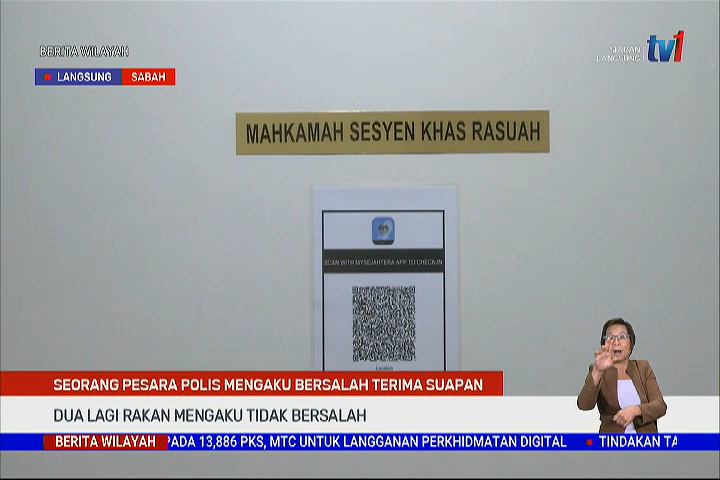 BERITA WILAYAH
LANGSUNG SABAH
SIARAN
LANGSUNG
tv1
MAHKAMAH SESYEN KHAS RASUAH
SCAN WITH MYSEJAHTERA APP TO CHECK-IN
Location
SEORANG PESARA POLIS MENGAKU BERSALAH TERIMA SUAPAN
DUA LAGI RAKAN MENGAKU TIDAK BERSALAH
BERITA WILAYAH PADA 13,886 PKS, MTC UNTUK LANGGANAN PERKHIDMATAN DIGITAL TINDAKAN TA